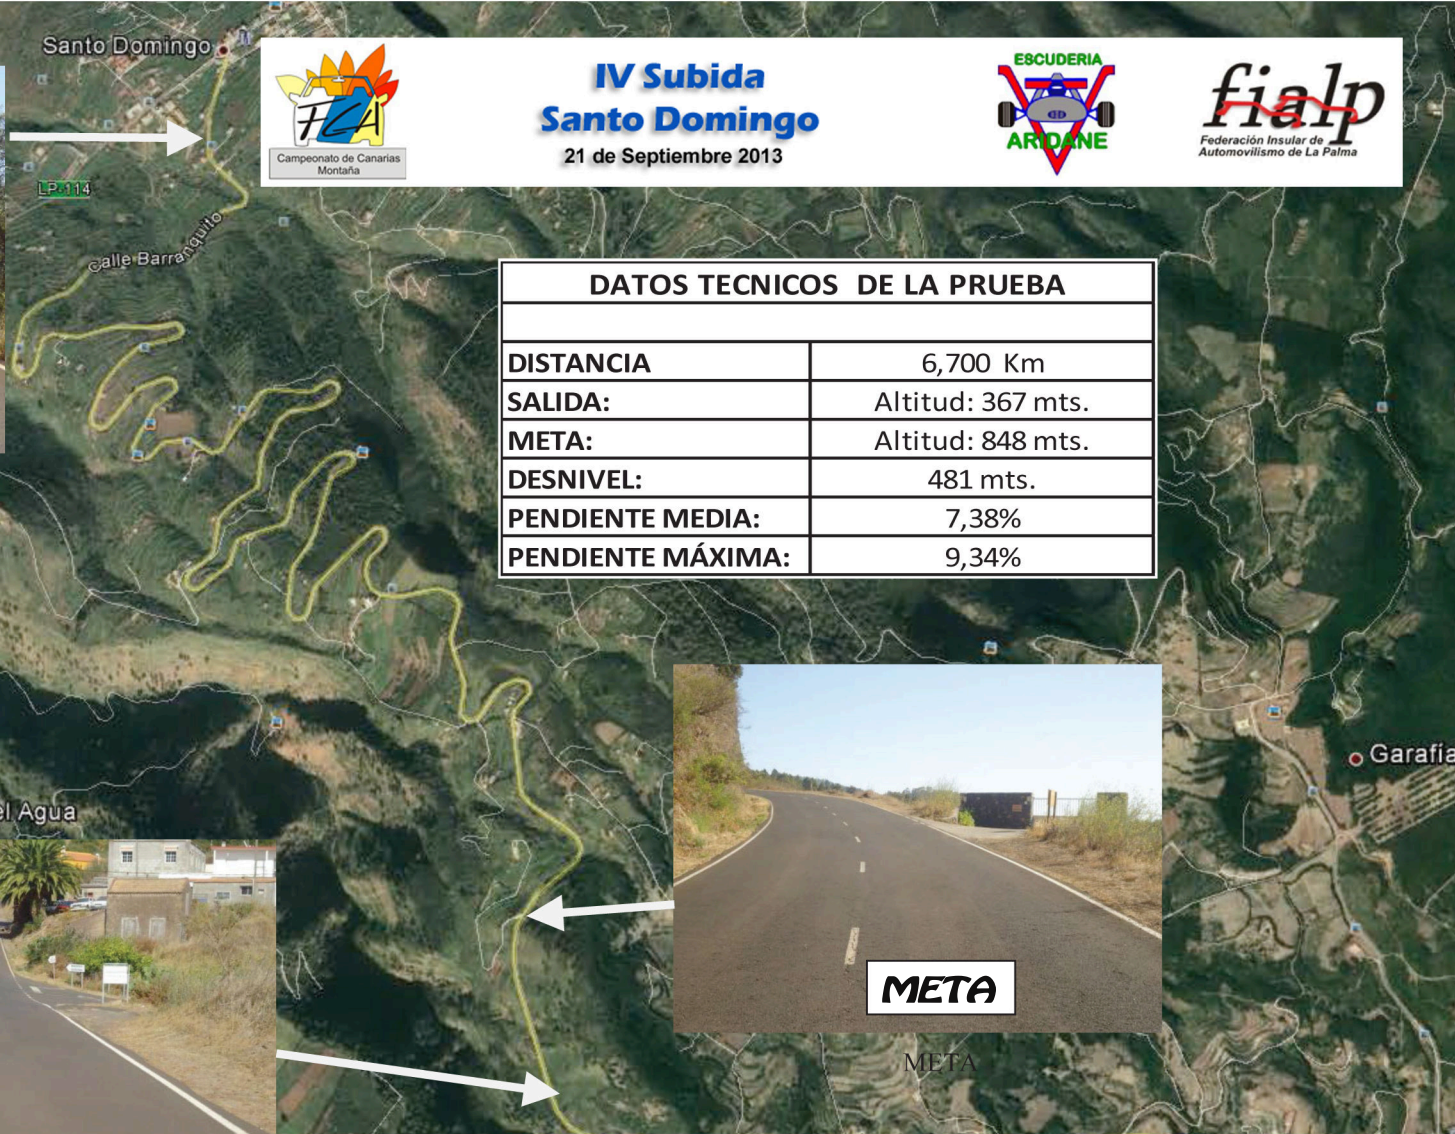 Santo Domingo
FCA
Campeonato de Canarias
Montaña
IV Subida
Santo Domingo
21 de Septiembre 2013
ESCUDERIA
ARIDANE
fialp
Federación Insular de
Automovilismo de La Palma
LP-114
Calle Barranquito
DATOS TECNICOS DE LA PRUEBA
DISTANCIA 6,700 Km
SALIDA: Altitud: 367 mts.
META: Altitud: 848 mts.
DESNIVEL: 481 mts.
PENDIENTE MEDIA: 7,38%
PENDIENTE MÁXIMA: 9,34%
Garafía
el Agua
META
META